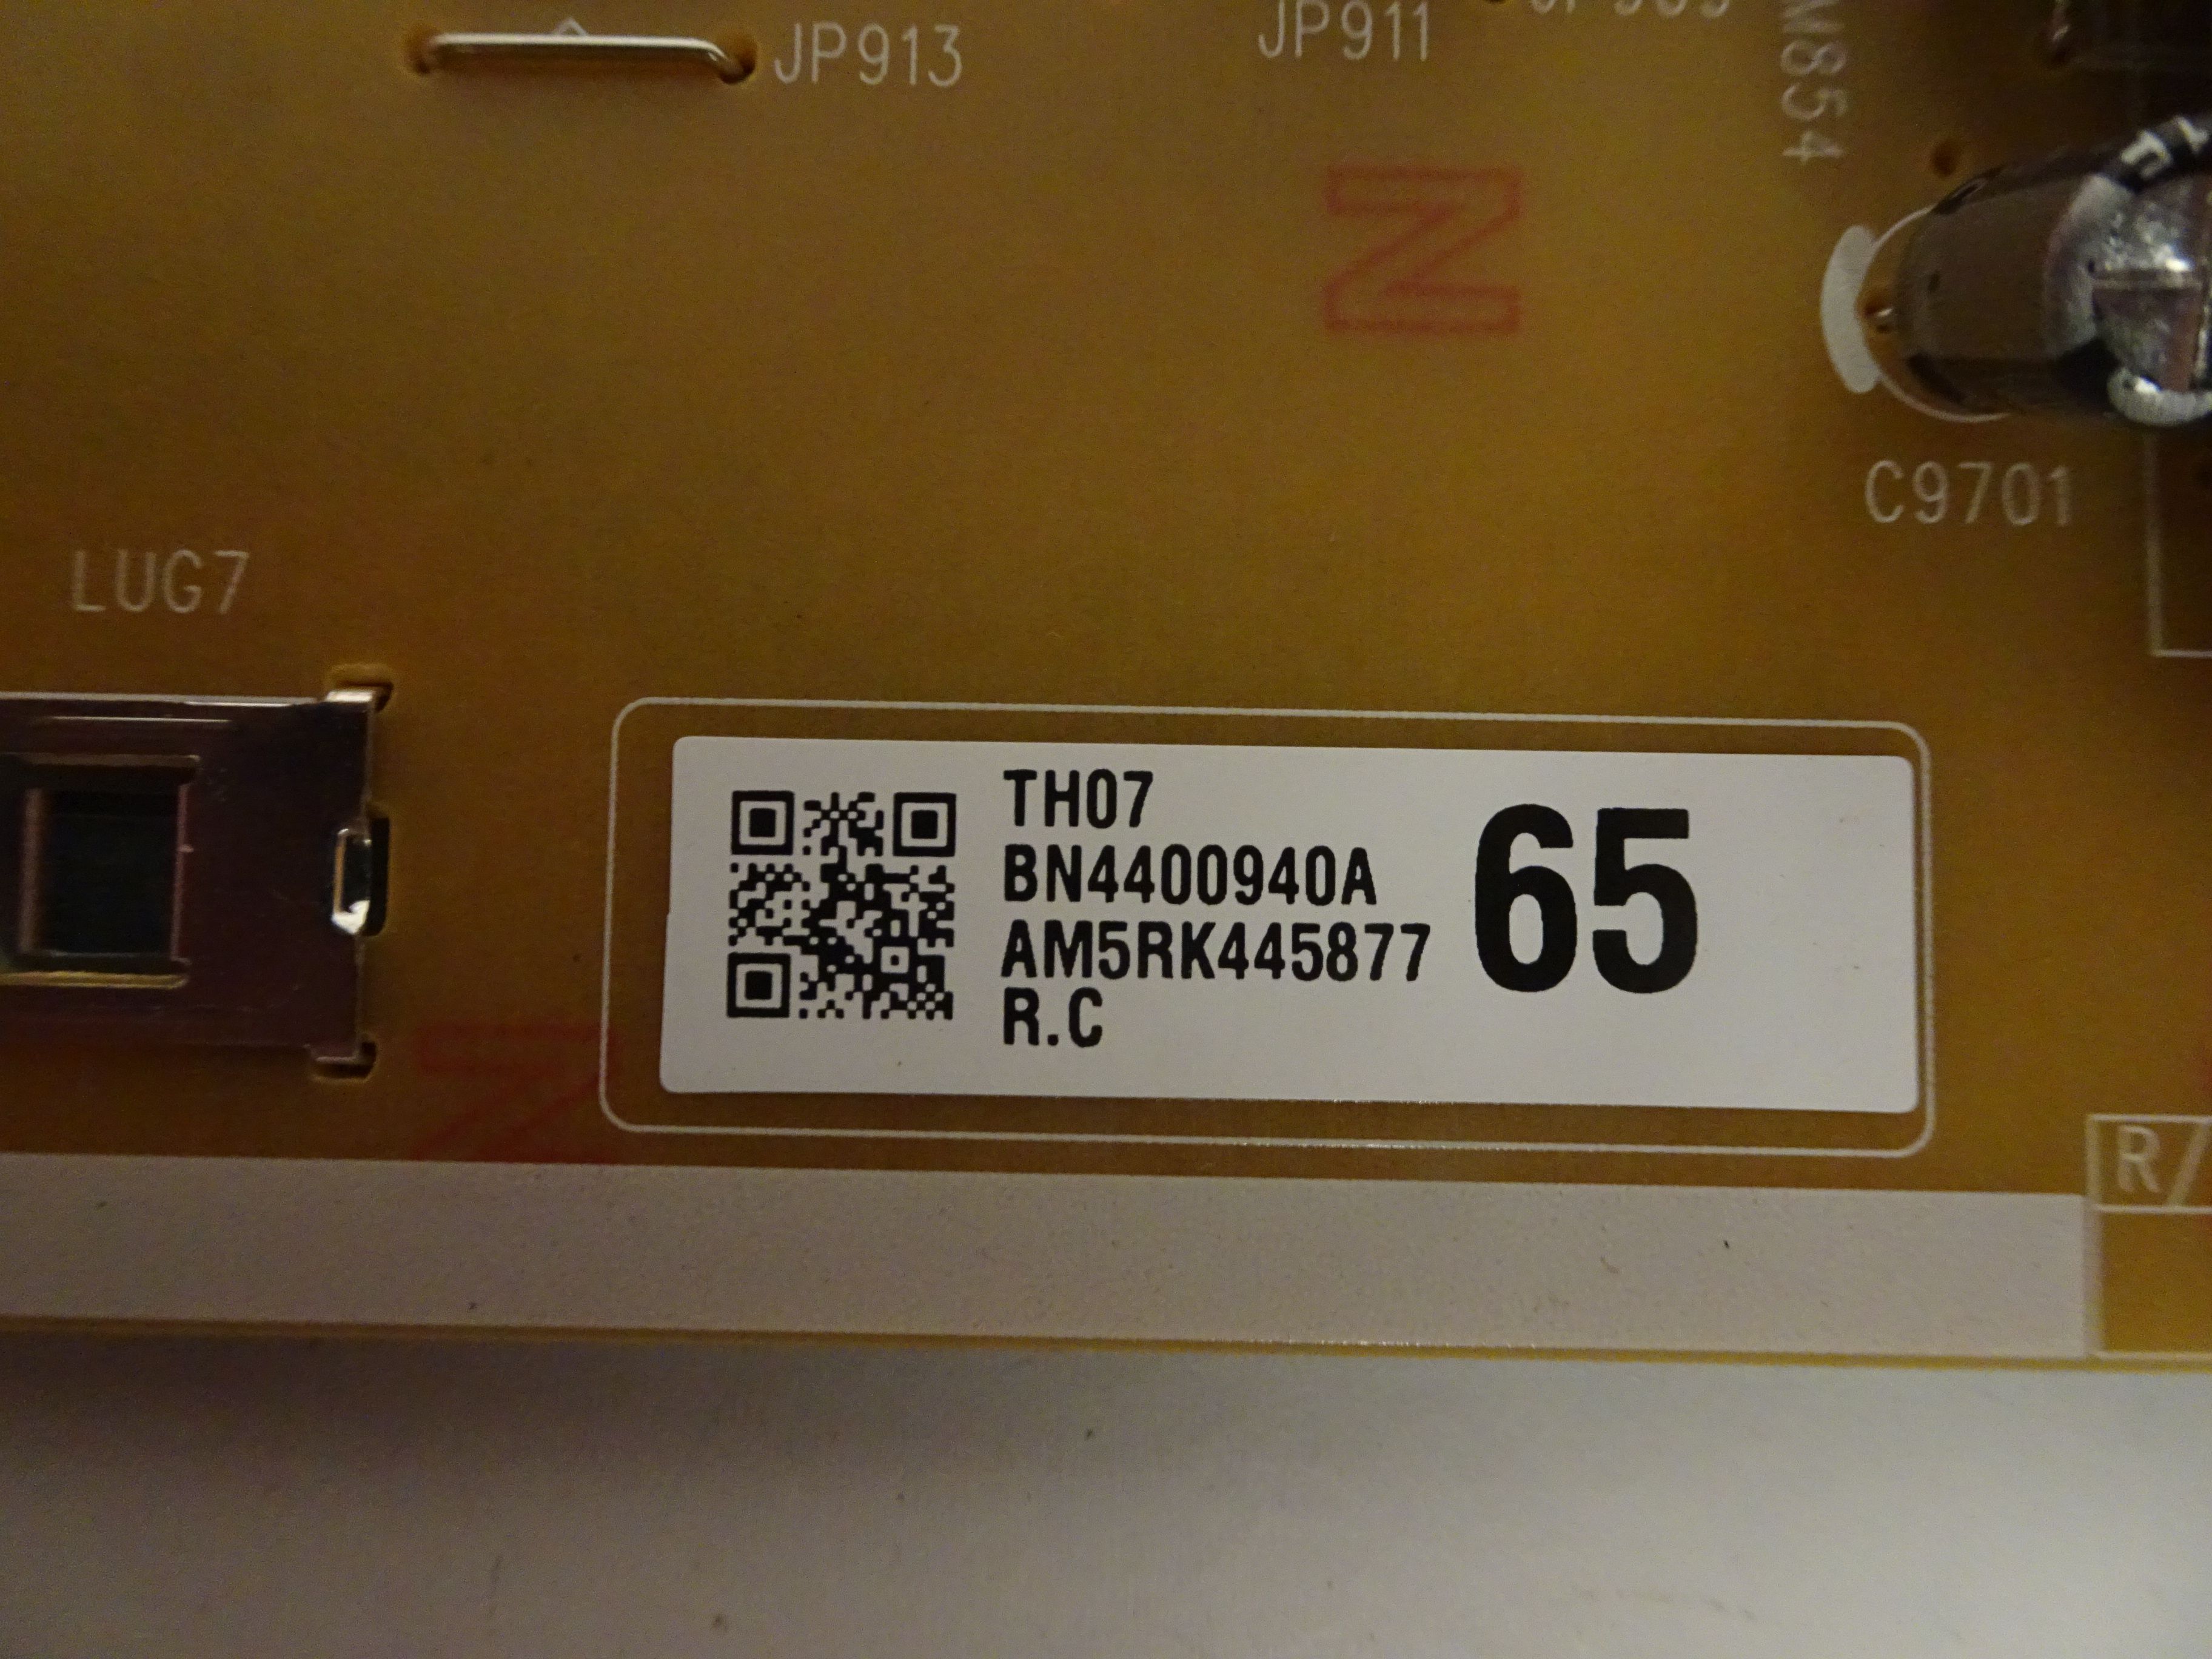 JP913
JP911
M854
C9701
LUG7
TH07
BN4400940A
AM5RK445877
R.C
65
R/